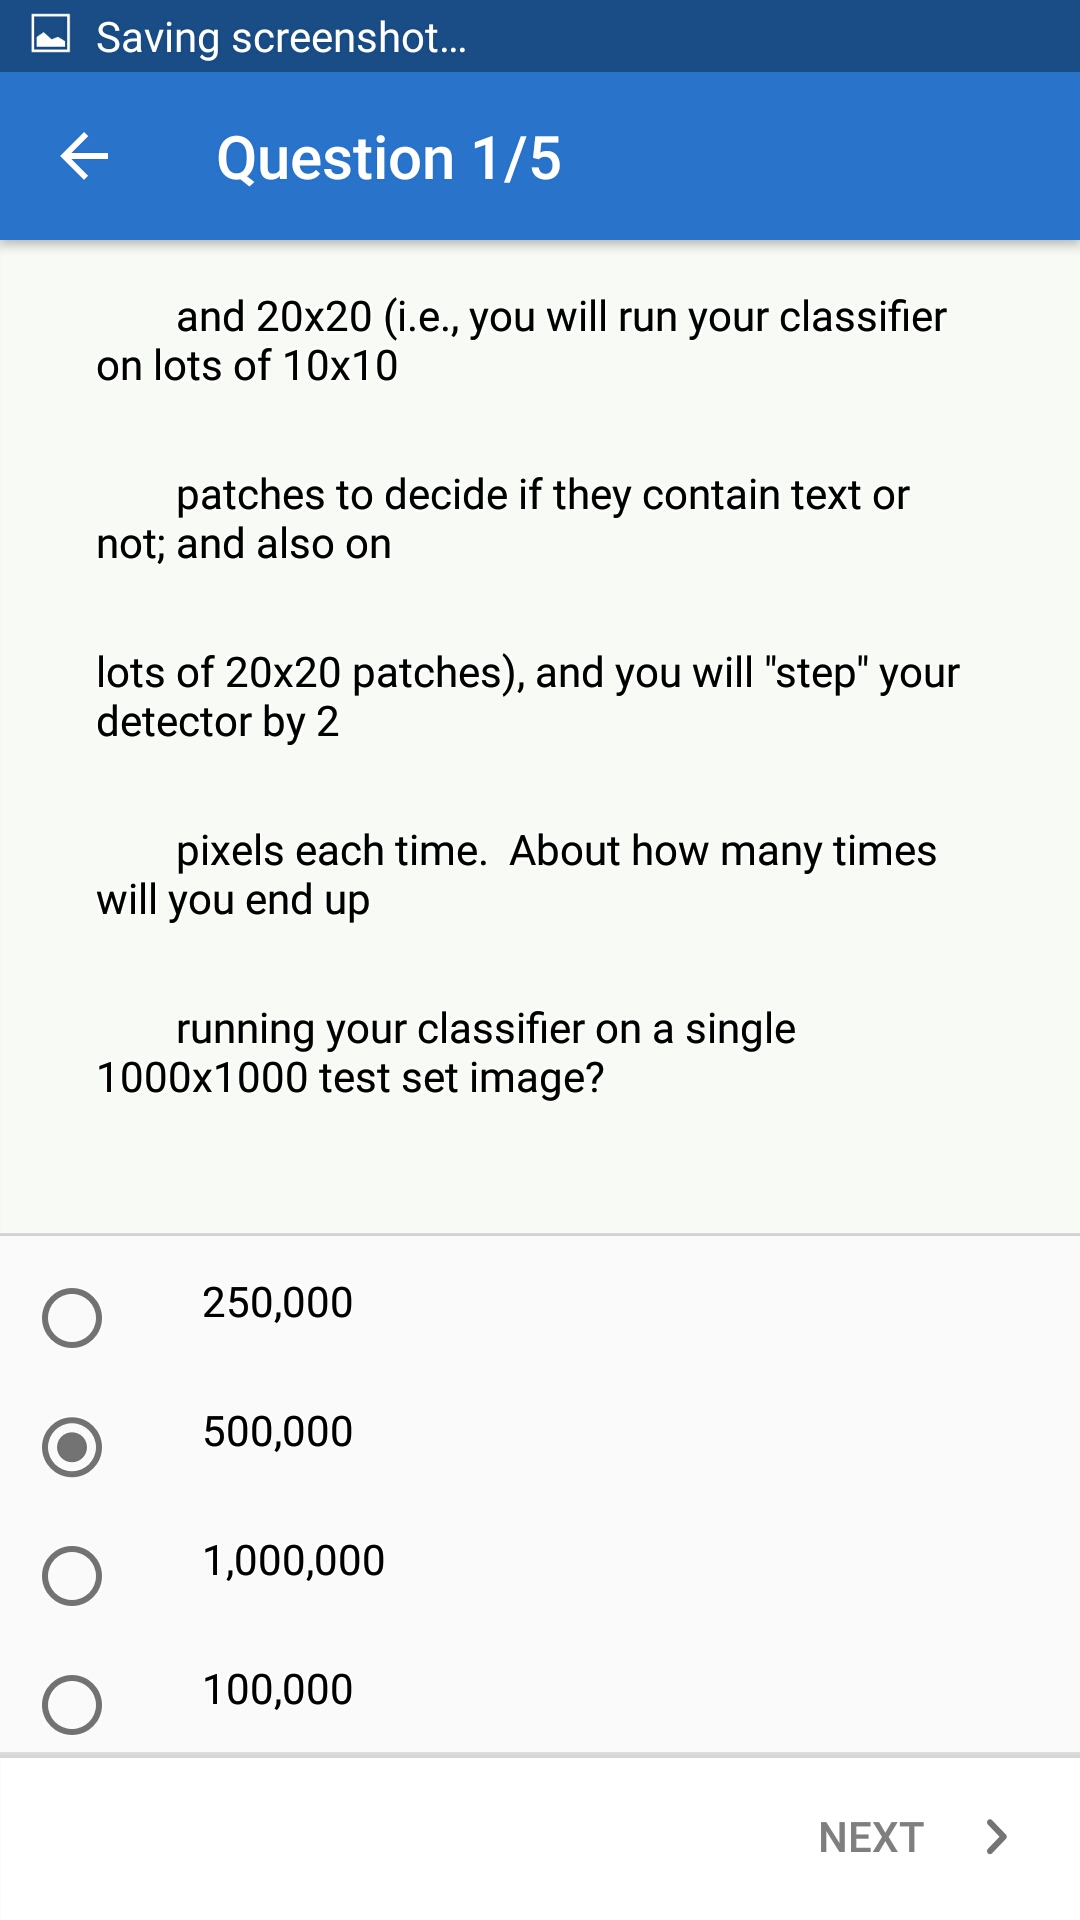 Saving screenshot...
Question 1/5
and 20x20 (i.e., you will run your classifier
on lots of 10x10
patches to decide if they contain text or
not; and also on
lots of 20x20 patches), and you will "step" your
detector by 2
pixels each time.  About how many times
will you end up
running your classifier on a single
1000x1000 test set image?
250,000
500,000
1,000,000
100,000
NEXT